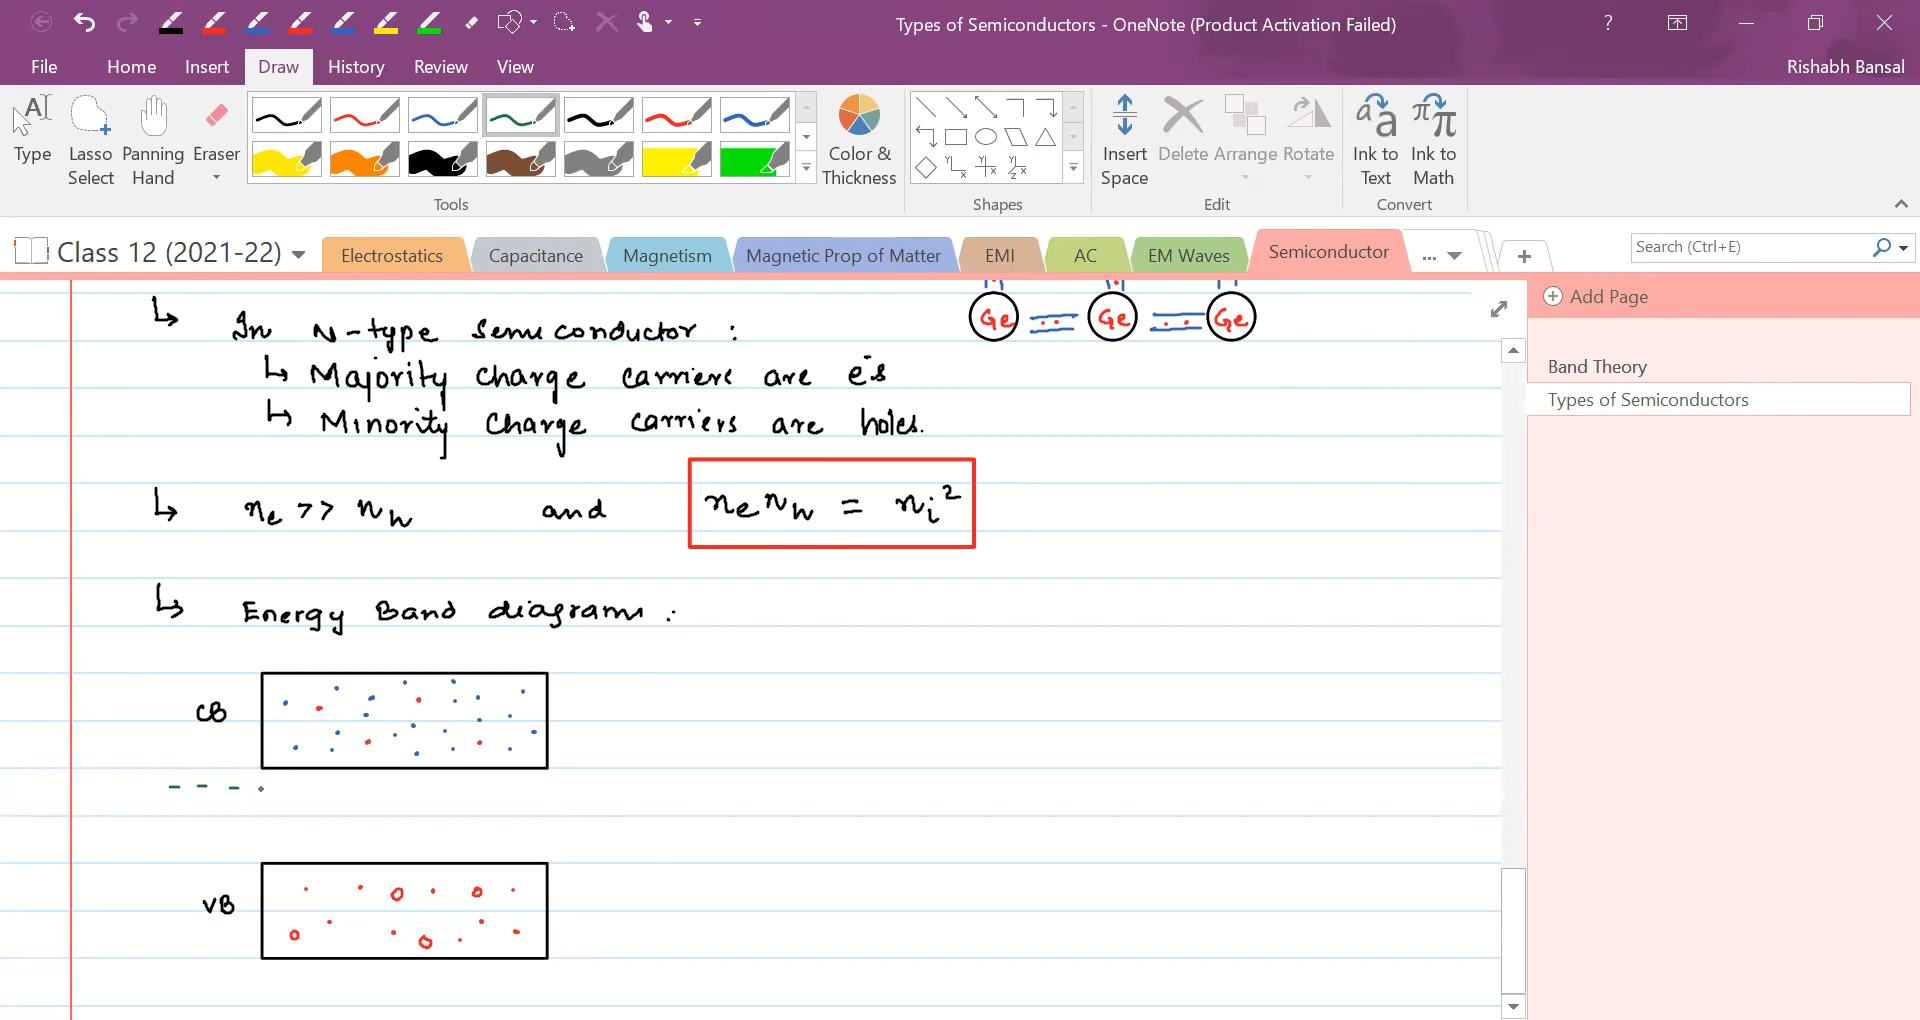 Types of Semiconductors - OneNote (Product Activation Failed)
?
File Home Insert Draw History Review View
Rishabh Bansal
Type
Lasso Select
Panning Hand
Eraser
Color & Thickness
Insert Space
Delete
Arrange
Rotate
Ink to Text
Ink to Math
Tools
Shapes
Edit
Convert
Class 12 (2021-22)
Electrostatics
Capacitance
Magnetism
Magnetic Prop of Matter
EMI
AC
EM Waves
Semiconductor
...
Search (Ctrl+E)
Add Page
Band Theory
Types of Semiconductors
Ge Ge Ge
↳ In N-type Semiconductor :
↳ Majority charge carriers are e⁻s
↳ Minority charge carriers are holes.
↳ nₑ >> nₕ and nₑnₕ = nᵢ²
↳ Energy Band diagram :
CB
VB